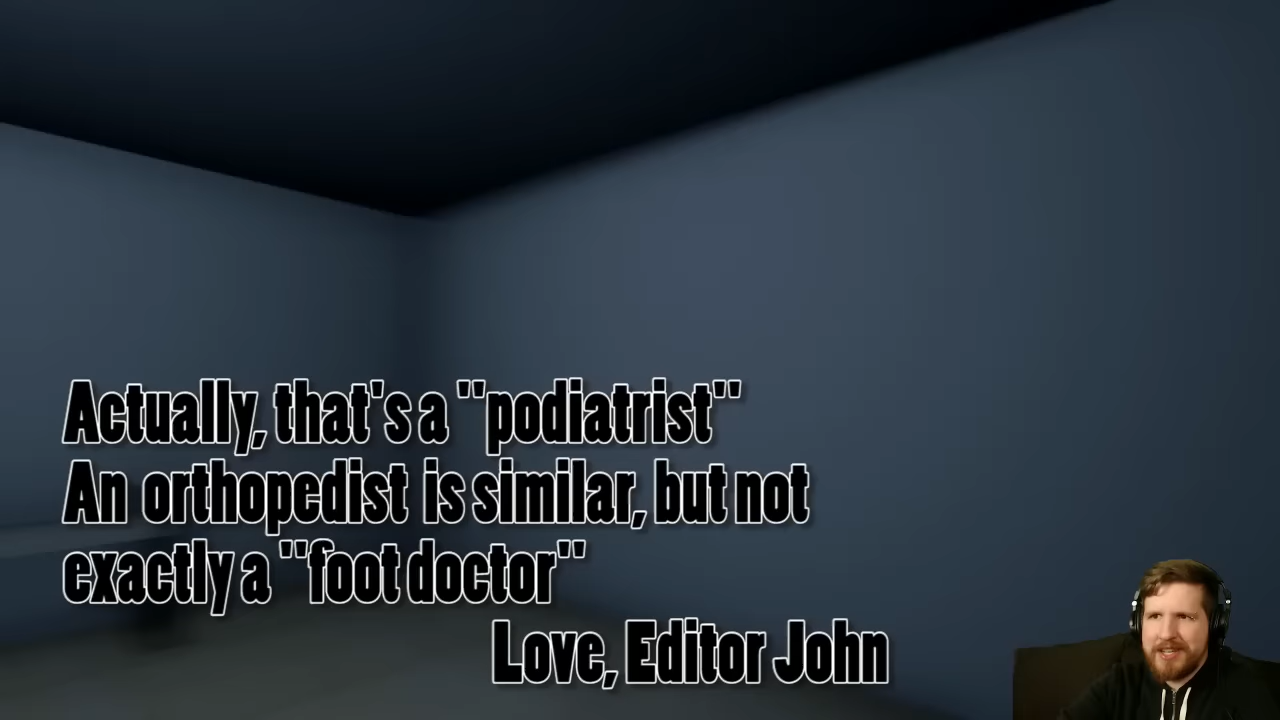 Actually, that's a "podiatrist"
An orthopedist is similar, but not
exactly a "foot doctor"
Love, Editor John